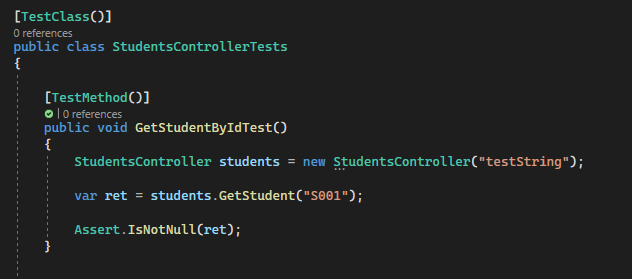 [TestClass()]
0 references
public class StudentsControllerTests
{
[TestMethod()]
| 0 references
public void GetStudentByIdTest()
{
StudentsController students = new StudentsController("testString");
var ret = students.GetStudent("S001");
Assert.IsNotNull(ret);
}